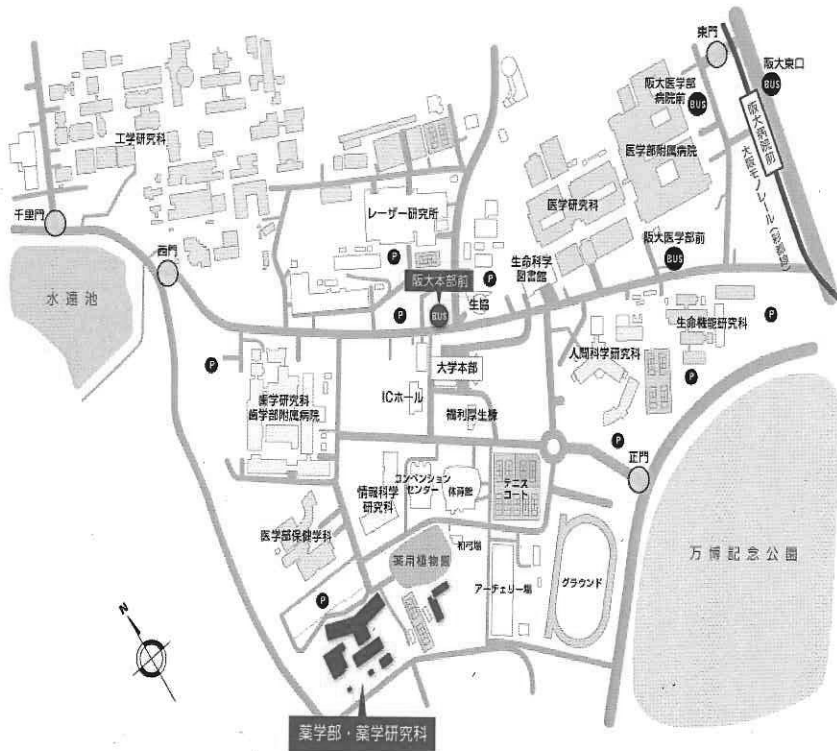 東門
阪大東口
BUS
阪大医学部
病院前
BUS
阪大病院前
大阪モノレール(彩都線)
工学研究科
医学部附属病院
千里門
レーザー研究所
医学研究科
西門
P
阪大本部前
BUS
P
生命科学
図書館
阪大医学部前
BUS
水遠池
P
生協
P
生命機能研究科
人間科学研究科
P
P
大学本部
歯学研究科
歯学部附属病院
ICホール
福利厚生棟
P
正門
コンベンション
センター
体育館
テニス
コート
情報科学
研究科
医学部保健学科
和弓場
薬用植物園
アーチェリー場
グラウンド
万博記念公園
P
N
薬学部・薬学研究科